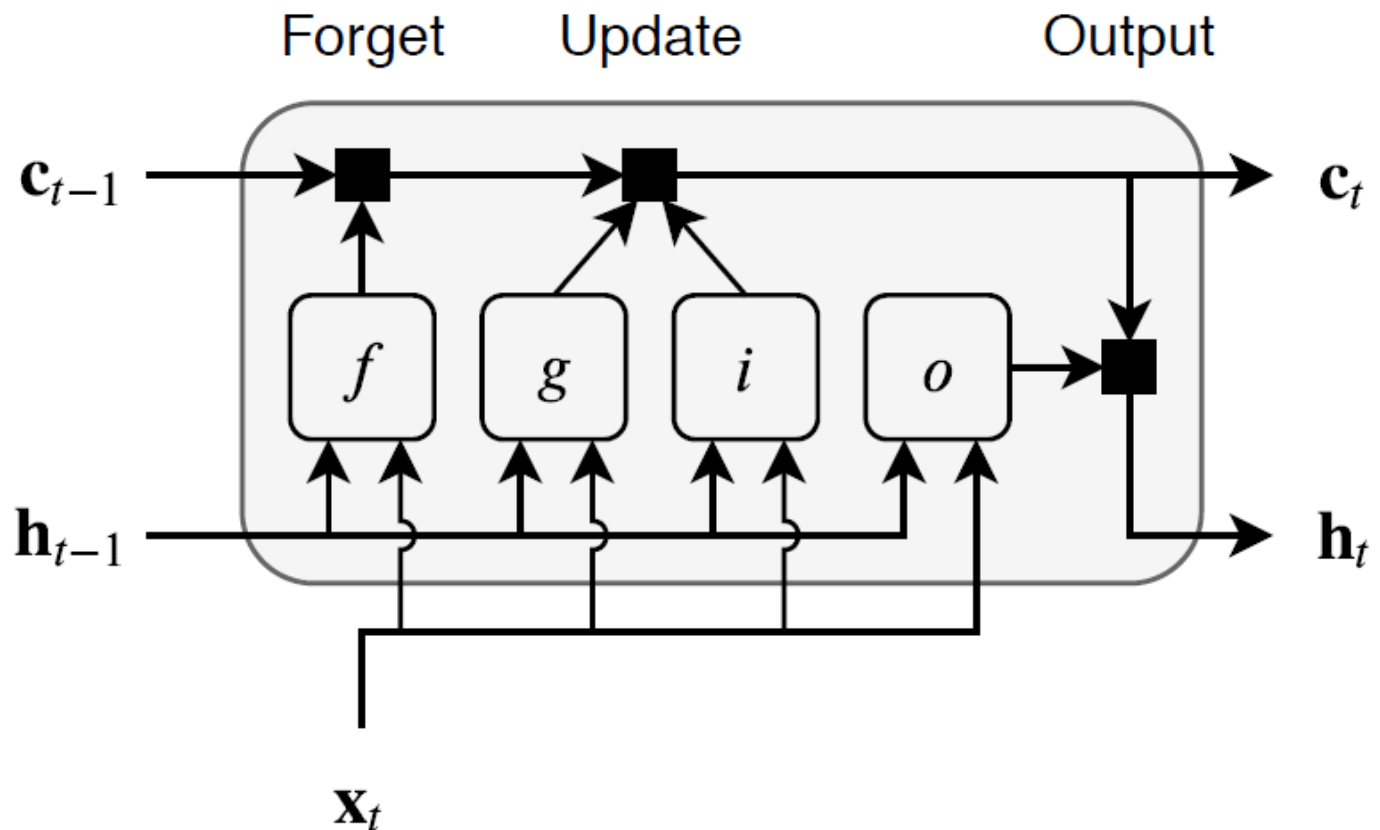 Forget Update Output
c_{t−1} c_t
f g i o
h_{t−1} h_t
x_t